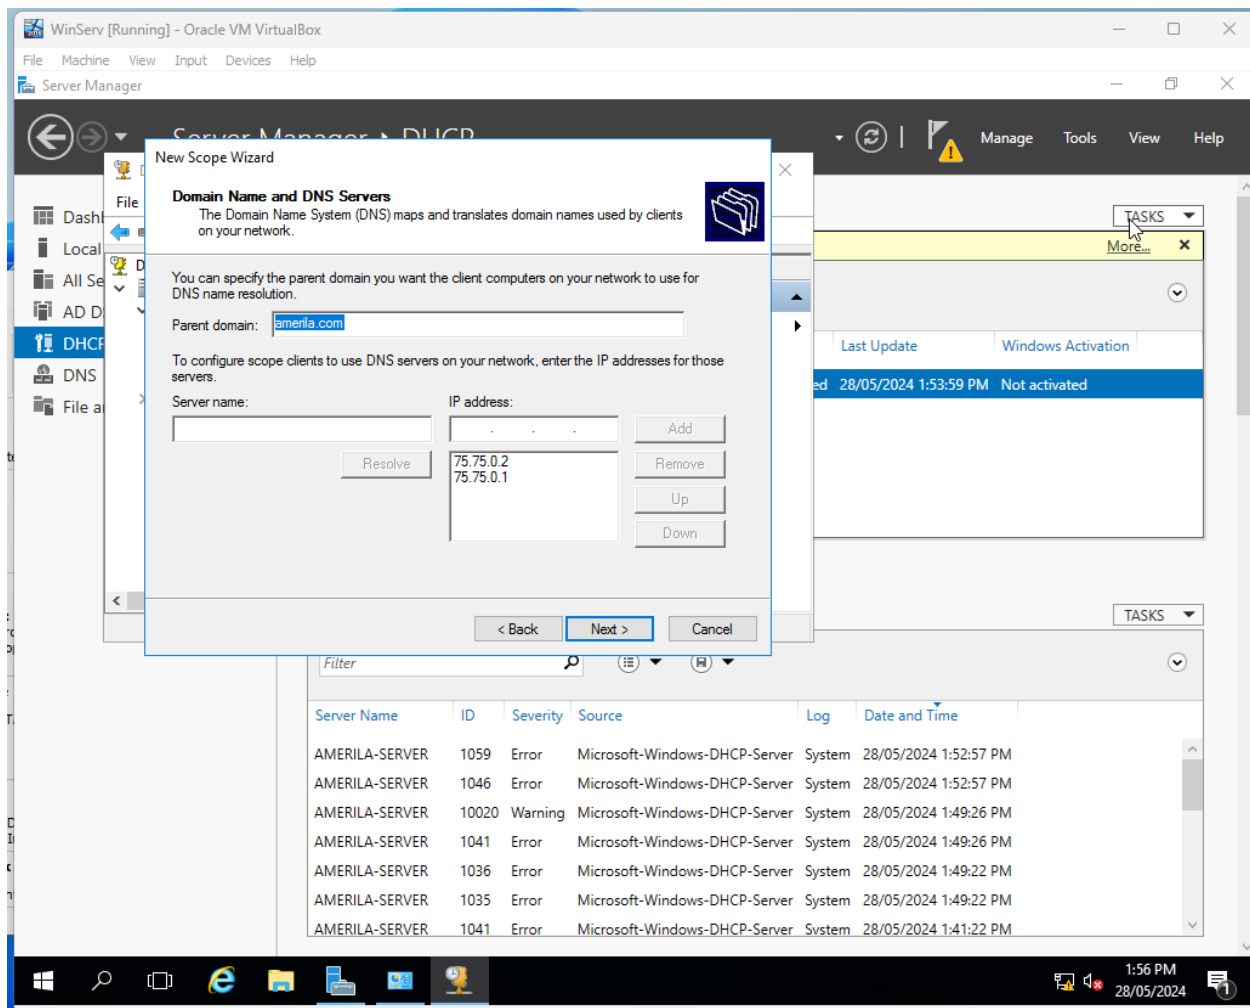 WinServ [Running] - Oracle VM VirtualBox
File Machine View Input Devices Help
Server Manager
Manage Tools View Help
New Scope Wizard
File
Domain Name and DNS Servers
The Domain Name System (DNS) maps and translates domain names used by clients
on your network.
You can specify the parent domain you want the client computers on your network to use for
DNS name resolution.
Parent domain: amerila.com
To configure scope clients to use DNS servers on your network, enter the IP addresses for those
servers.
Server name: IP address:
. . . Add
Resolve
75.75.0.2
75.75.0.1
Remove
Up
Down
< Back Next > Cancel
Local
DHCP
DNS
TASKS
More...
Last Update Windows Activation
28/05/2024 1:53:59 PM Not activated
TASKS
Filter
Server Name ID Severity Source Log Date and Time
AMERILA-SERVER 1059 Error Microsoft-Windows-DHCP-Server System 28/05/2024 1:52:57 PM
AMERILA-SERVER 1046 Error Microsoft-Windows-DHCP-Server System 28/05/2024 1:52:57 PM
AMERILA-SERVER 10020 Warning Microsoft-Windows-DHCP-Server System 28/05/2024 1:49:26 PM
AMERILA-SERVER 1041 Error Microsoft-Windows-DHCP-Server System 28/05/2024 1:49:26 PM
AMERILA-SERVER 1036 Error Microsoft-Windows-DHCP-Server System 28/05/2024 1:49:22 PM
AMERILA-SERVER 1035 Error Microsoft-Windows-DHCP-Server System 28/05/2024 1:49:22 PM
AMERILA-SERVER 1041 Error Microsoft-Windows-DHCP-Server System 28/05/2024 1:41:22 PM
1:56 PM
28/05/2024
1